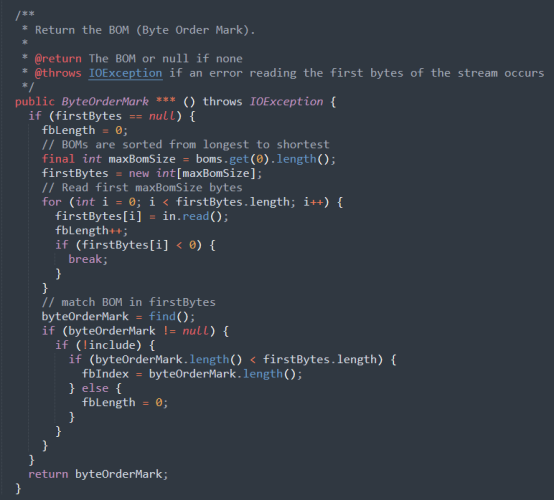 /**
 * Return the BOM (Byte Order Mark).
 *
 * @return The BOM or null if none
 * @throws IOException if an error reading the first bytes of the stream occurs
 */
public ByteOrderMark *** () throws IOException {
  if (firstBytes == null) {
    fbLength = 0;
    // BOMs are sorted from longest to shortest
    final int maxBomSize = boms.get(0).length();
    firstBytes = new int[maxBomSize];
    // Read first maxBomSize bytes
    for (int i = 0; i < firstBytes.length; i++) {
      firstBytes[i] = in.read();
      fbLength++;
      if (firstBytes[i] < 0) {
        break;
      }
    }
    // match BOM in firstBytes
    byteOrderMark = find();
    if (byteOrderMark != null) {
      if (!include) {
        if (byteOrderMark.length() < firstBytes.length) {
          fbIndex = byteOrderMark.length();
        } else {
          fbLength = 0;
        }
      }
    }
  }
  return byteOrderMark;
}